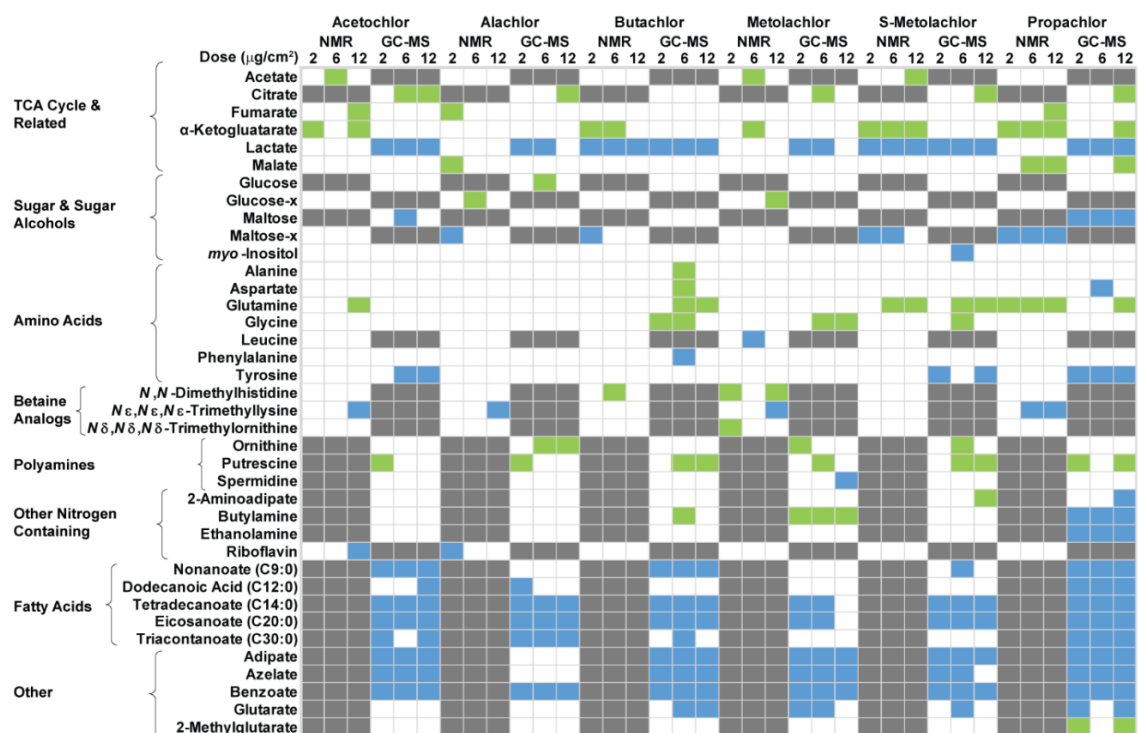 Acetochlor Alachlor Butachlor Metolachlor S-Metolachlor Propachlor
NMR GC-MS NMR GC-MS NMR GC-MS NMR GC-MS NMR GC-MS NMR GC-MS
Dose (µg/cm²) 2 6 12 2 6 12 2 6 12 2 6 12 2 6 12 2 6 12 2 6 12 2 6 12 2 6 12 2 6 12 2 6 12 2 6 12
TCA Cycle &
Related
Acetate
Citrate
Fumarate
α-Ketogluatarate
Lactate
Malate
Sugar & Sugar
Alcohols
Glucose
Glucose-x
Maltose
Maltose-x
myo-Inositol
Amino Acids
Alanine
Aspartate
Glutamine
Glycine
Leucine
Phenylalanine
Tyrosine
Betaine
Analogs
N,N-Dimethylhistidine
Nε,Nε,Nε-Trimethyllysine
Nδ,Nδ,Nδ-Trimethylornithine
Polyamines
Ornithine
Putrescine
Spermidine
Other Nitrogen
Containing
2-Aminoadipate
Butylamine
Ethanolamine
Riboflavin
Fatty Acids
Nonanoate (C9:0)
Dodecanoic Acid (C12:0)
Tetradecanoate (C14:0)
Eicosanoate (C20:0)
Triacontanoate (C30:0)
Other
Adipate
Azelate
Benzoate
Glutarate
2-Methylglutarate